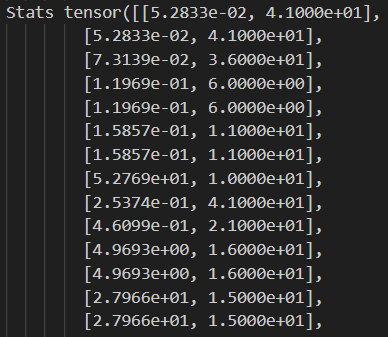 Stats tensor([[5.2833e-02, 4.1000e+01],
[5.2833e-02, 4.1000e+01],
[7.3139e-02, 3.6000e+01],
[1.1969e-01, 6.0000e+00],
[1.1969e-01, 6.0000e+00],
[1.5857e-01, 1.1000e+01],
[1.5857e-01, 1.1000e+01],
[5.2769e+01, 1.0000e+01],
[2.5374e-01, 4.1000e+01],
[4.6099e-01, 2.1000e+01],
[4.9693e+00, 1.6000e+01],
[4.9693e+00, 1.6000e+01],
[2.7966e+01, 1.5000e+01],
[2.7966e+01, 1.5000e+01],